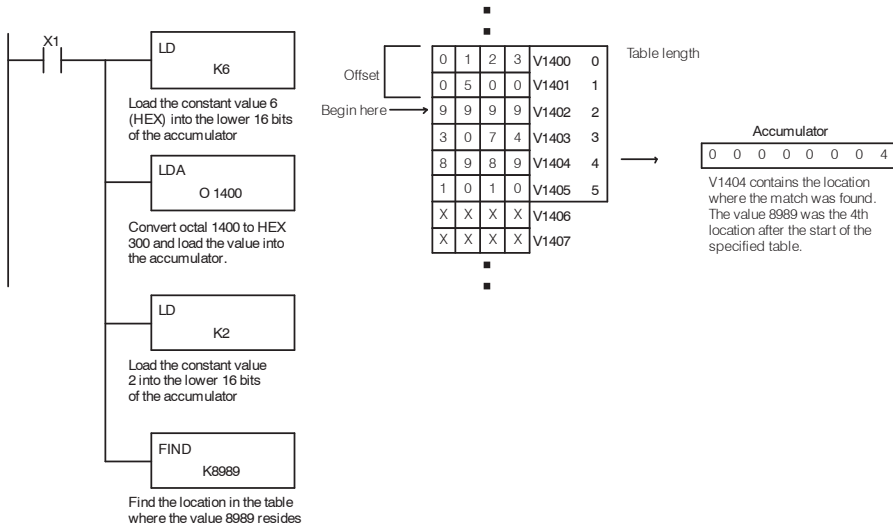 X1
LD
K6
Load the constant value 6
(HEX) into the lower 16 bits
of the accumulator
LDA
O 1400
Convert octal 1400 to HEX
300 and load the value into
the accumulator.
LD
K2
Load the constant value
2 into the lower 16 bits
of the accumulator
FIND
K8989
Find the location in the table
where the value 8989 resides
Offset
Begin here
0 1 2 3 V1400 0
0 5 0 0 V1401 1
9 9 9 9 V1402 2
3 0 7 4 V1403 3
8 9 8 9 V1404 4
1 0 1 0 V1405 5
X X X X V1406
X X X X V1407
Table length
Accumulator
0 0 0 0 0 0 0 4
V1404 contains the location
where the match was found.
The value 8989 was the 4th
location after the start of the
specified table.